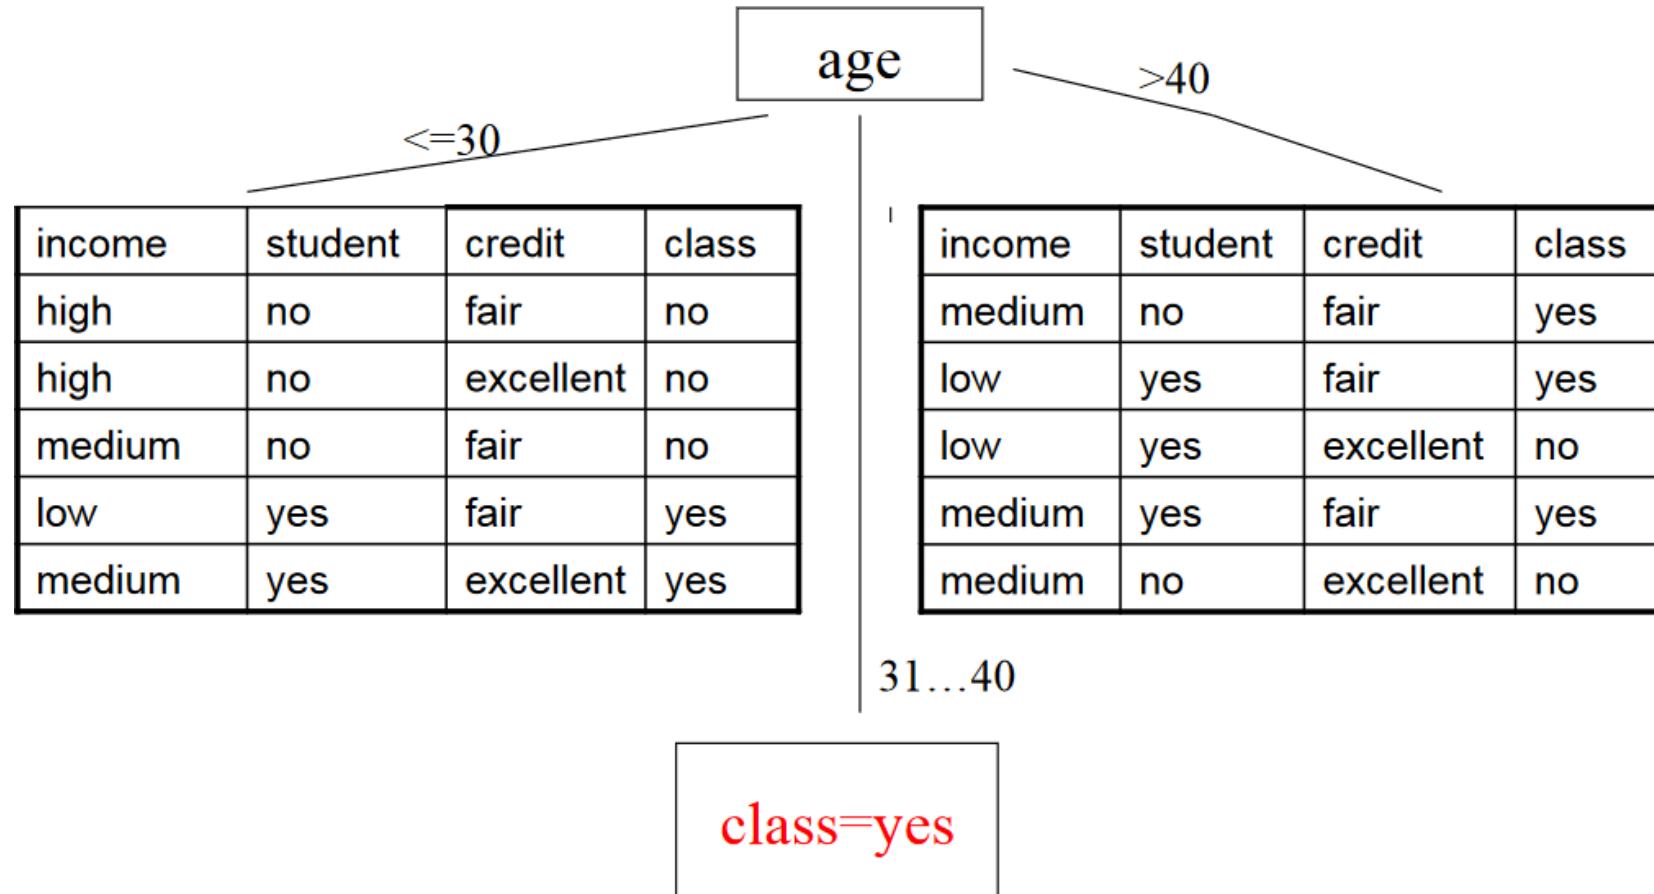 age
<=30
>40
income student credit class
high no fair no
high no excellent no
medium no fair no
low yes fair yes
medium yes excellent yes
income student credit class
medium no fair yes
low yes fair yes
low yes excellent no
medium yes fair yes
medium no excellent no
31...40
class=yes